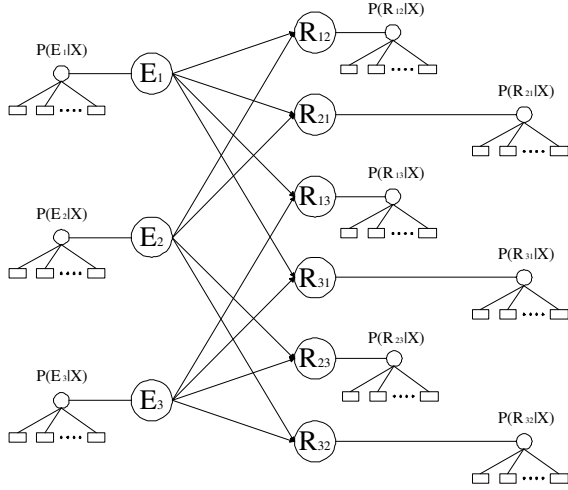 P(R12|X)
P(E1|X)
R12
E1
P(R21|X)
R21
P(R13|X)
R13
P(E2|X)
E2
P(R31|X)
R31
P(R23|X)
R23
P(E3|X)
E3
P(R32|X)
R32